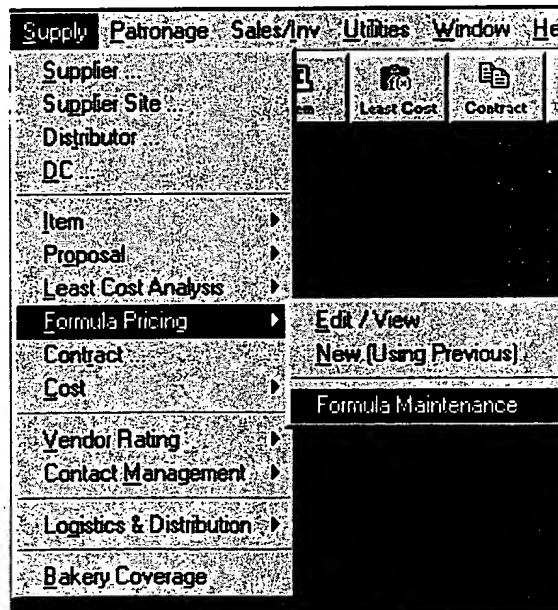 Supply Patronage Sales/Inv Utilities Window He
Supplier ...
Supplier Site ...
Distributor ...
DC ...
f(x)
Least Cost
Contract
Item
Proposal
Least Cost Analysis
Formula Pricing
Contract
Cost
Vendor Rating
Contact Management
Logistics & Distribution
Bakery Coverage
Edit / View
New (Using Previous)
Formula Maintenance